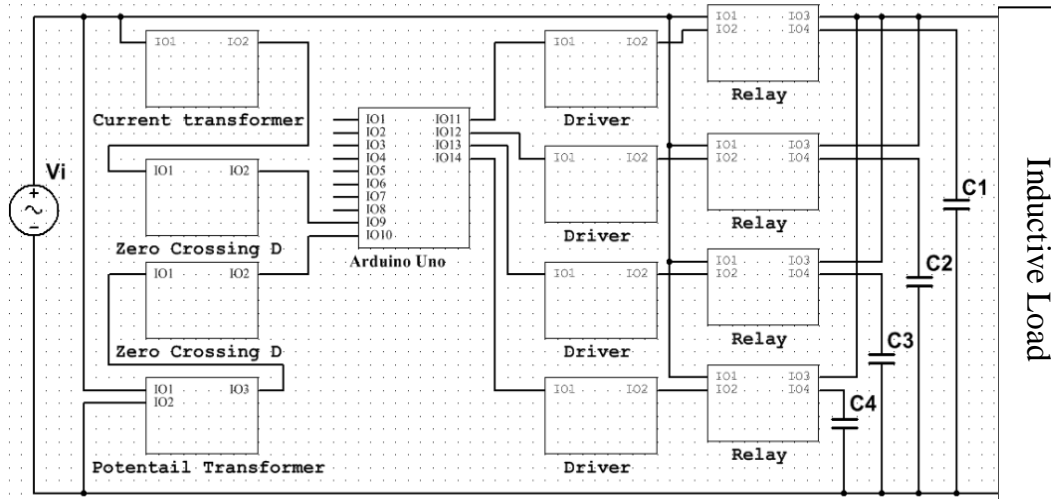 Vi
IO1 IO2
Current transformer
IO1 IO2
Zero Crossing D
IO1 IO2
Zero Crossing D
IO1 IO3
IO2
Potentail Transformer
IO1 IO11
IO2 IO12
IO3 IO13
IO4 IO14
IO5
IO6
IO7
IO8
IO9
IO10
Arduino Uno
IO1 IO2
Driver
IO1 IO2
Driver
IO1 IO2
Driver
IO1 IO2
Driver
IO1 IO3
IO2 IO4
Relay
IO1 IO3
IO2 IO4
Relay
IO1 IO3
IO2 IO4
Relay
IO1 IO3
IO2 IO4
Relay
C1
C2
C3
C4
Inductive Load